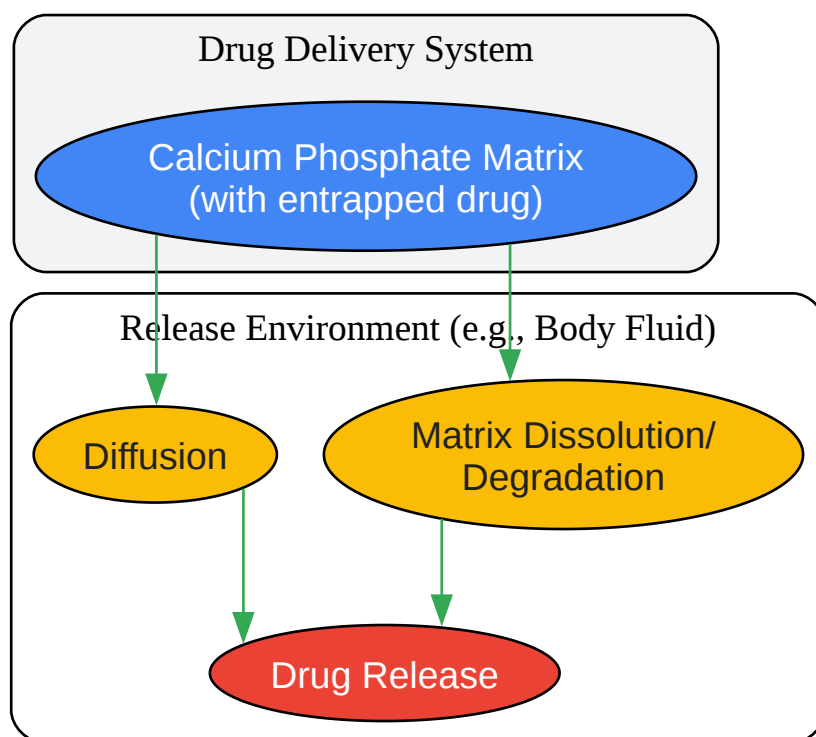 Drug Delivery System
Calcium Phosphate Matrix
(with entrapped drug)
Release Environment (e.g., Body Fluid)
Diffusion
Matrix Dissolution/
Degradation
Drug Release